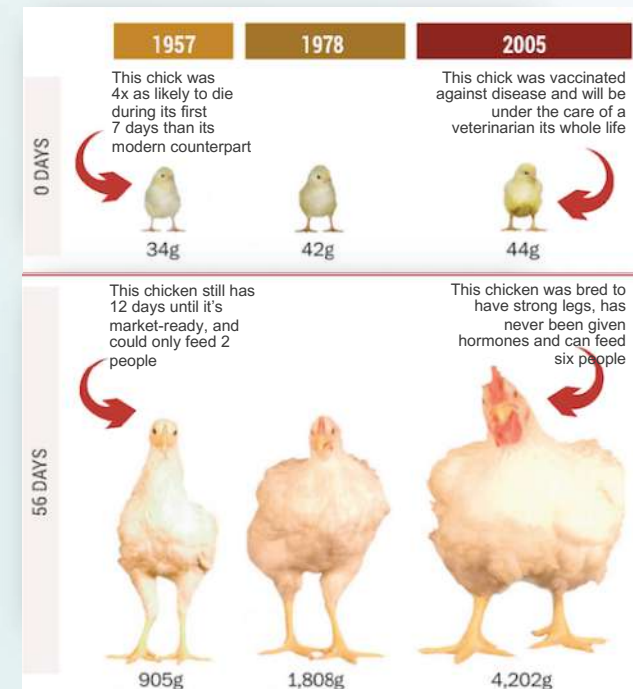 1957
1978
2005
0 DAYS
This chick was
4x as likely to die
during its first
7 days than its
modern counterpart
This chick was vaccinated
against disease and will be
under the care of a
veterinarian its whole life
34g
42g
44g
56 DAYS
This chicken still has
12 days until it's
market-ready, and
could only feed 2
people
This chicken was bred to
have strong legs, has
never been given
hormones and can feed
six people
905g
1,808g
4,202g